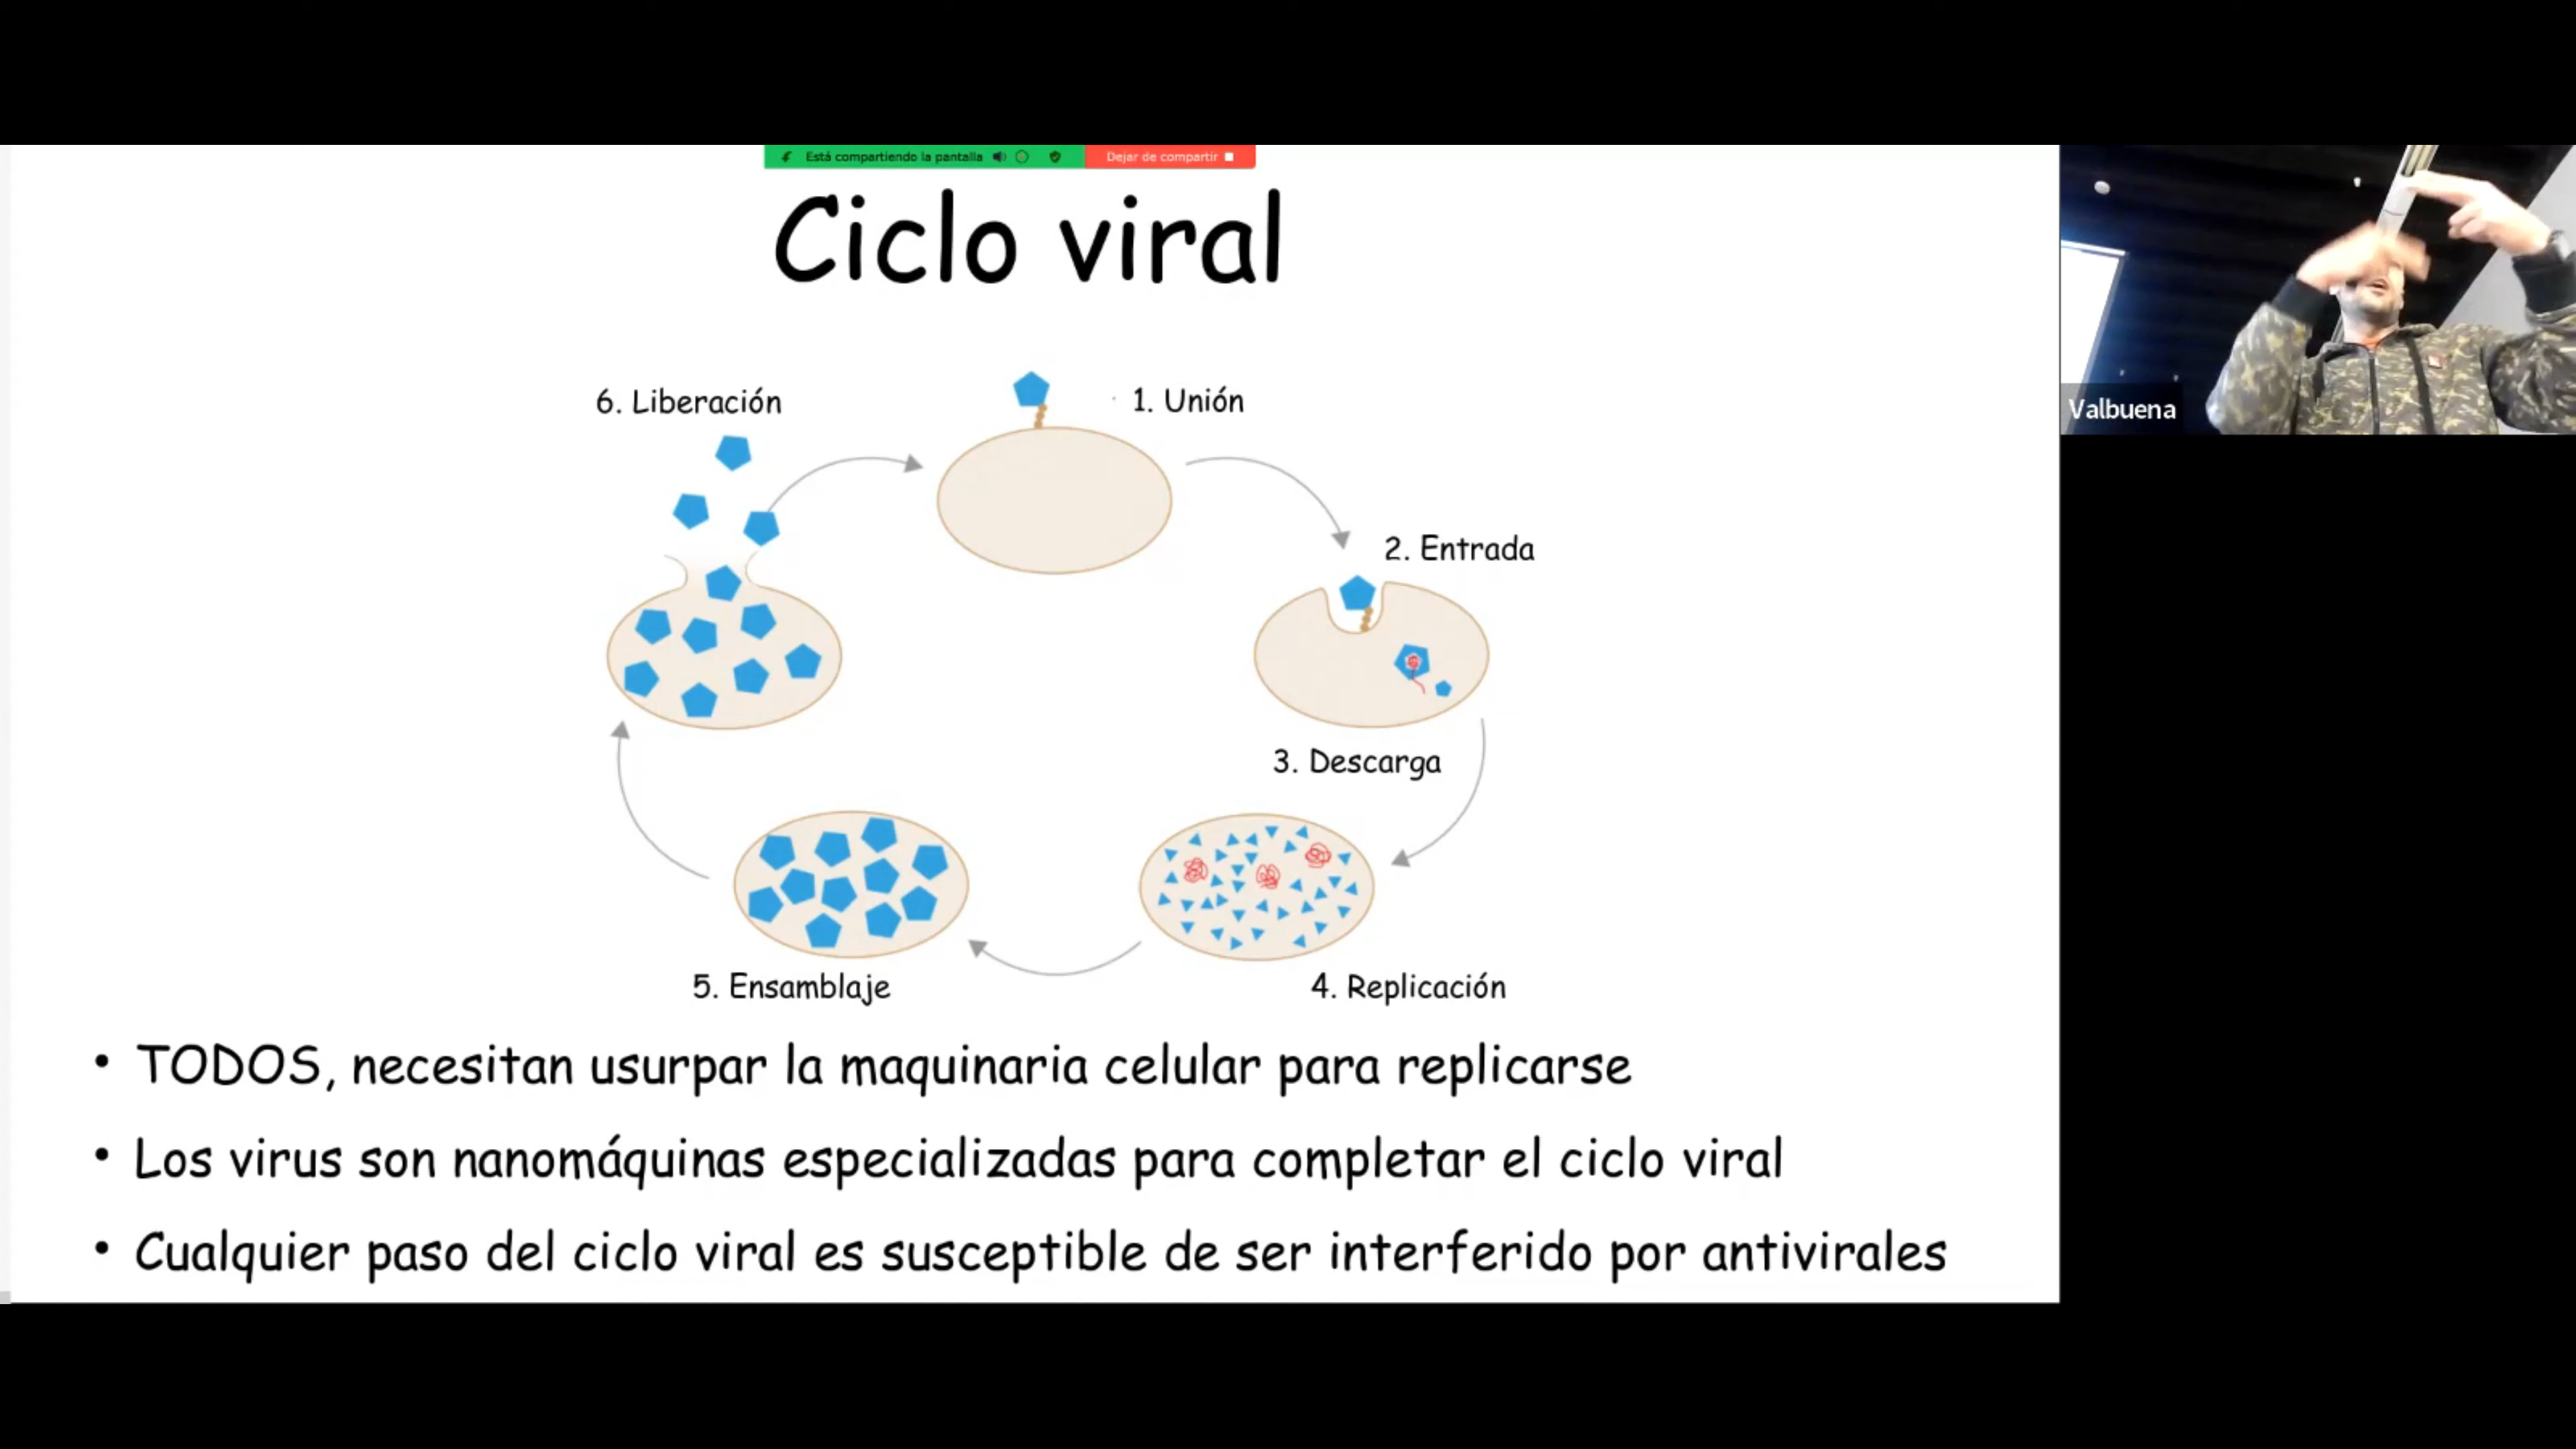 Está compartiendo la pantalla
Dejar de compartir
Ciclo viral
6. Liberación
1. Unión
2. Entrada
3. Descarga
5. Ensamblaje
4. Replicación
• TODOS, necesitan usurpar la maquinaria celular para replicarse
• Los virus son nanomáquinas especializadas para completar el ciclo viral
• Cualquier paso del ciclo viral es susceptible de ser interferido por antivirales
Valbuena